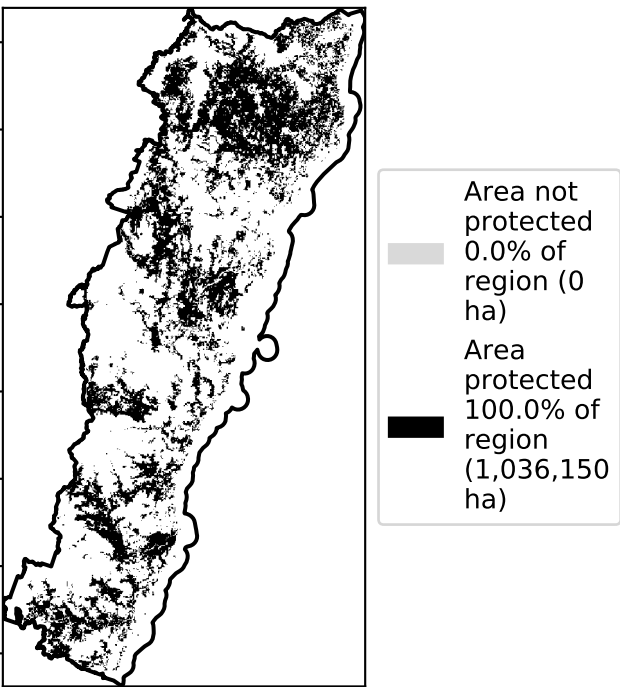 Area not
protected
0.0% of
region (0
ha)
Area
protected
100.0% of
region
(1,036,150
ha)